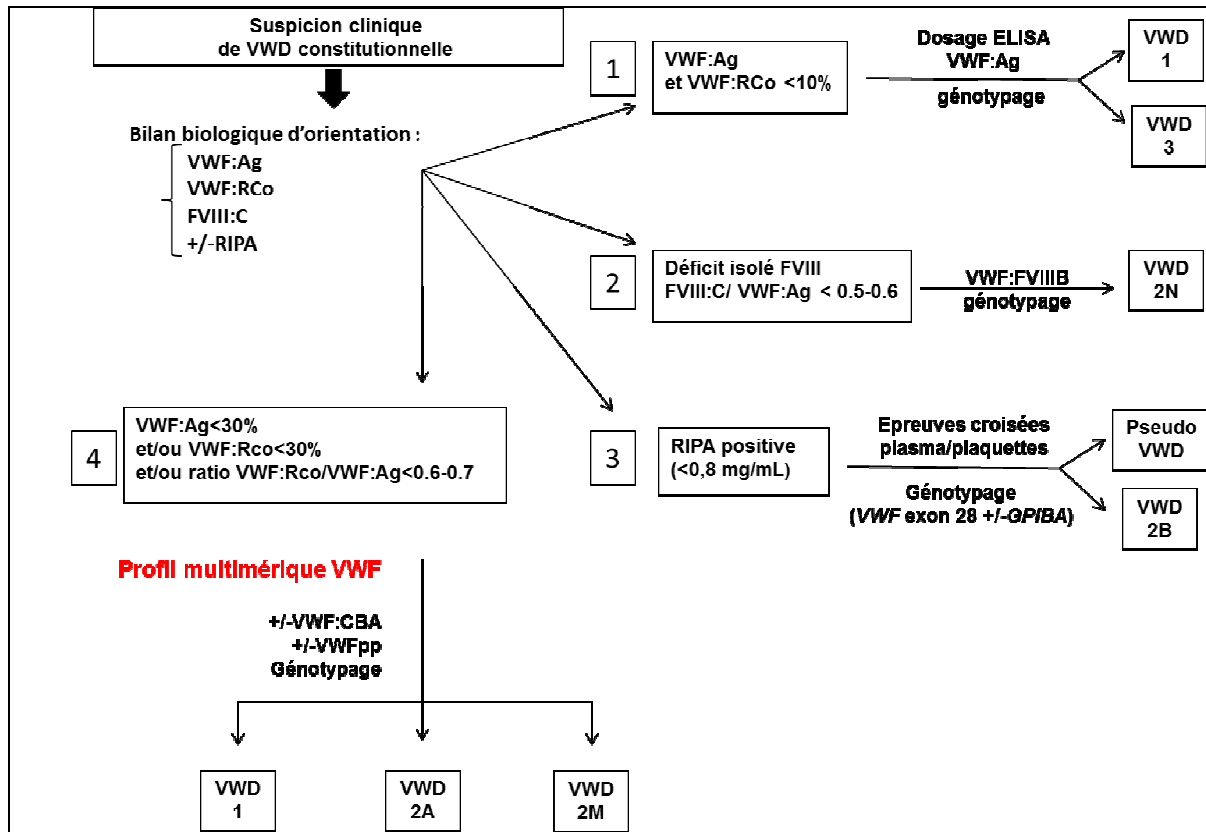 Suspicion clinique
de VWD constitutionnelle
Bilan biologique d'orientation :
VWF:Ag
VWF:RCo
FVIII:C
+/-RIPA
1
VWF:Ag
et VWF:RCo <10%
Dosage ELISA
VWF:Ag
génotypage
VWD
1
VWD
3
2
Déficit isolé FVIII
FVIII:C/ VWF:Ag < 0.5-0.6
VWF:FVIIIB
génotypage
VWD
2N
3
RIPA positive
(<0,8 mg/mL)
Epreuves croisées
plasma/plaquettes
Génotypage
(VWF exon 28 +/-GPIBA)
Pseudo
VWD
VWD
2B
4
VWF:Ag<30%
et/ou VWF:Rco<30%
et/ou ratio VWF:Rco/VWF:Ag<0.6-0.7
Profil multimérique VWF
+/-VWF:CBA
+/-VWFpp
Génotypage
VWD
1
VWD
2A
VWD
2M